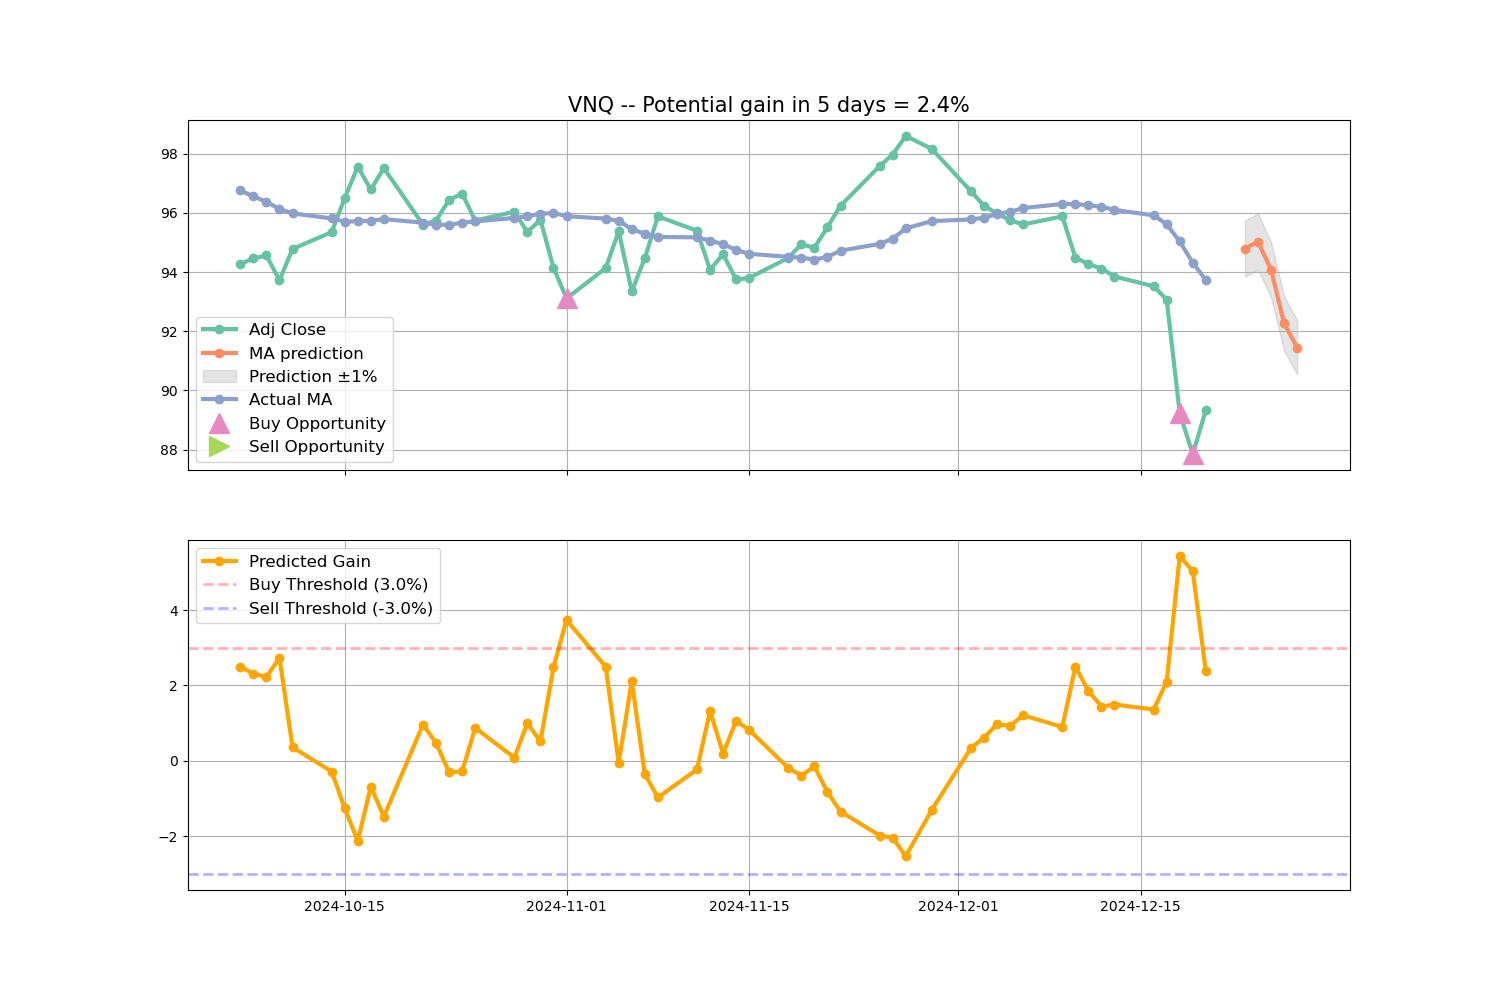 VNQ -- Potential gain in 5 days = 2.4%
98
96
94
92
90
88
Adj Close
MA prediction
Prediction ±1%
Actual MA
Buy Opportunity
Sell Opportunity
4
2
0
−2
Predicted Gain
Buy Threshold (3.0%)
Sell Threshold (-3.0%)
2024-10-15
2024-11-01
2024-11-15
2024-12-01
2024-12-15